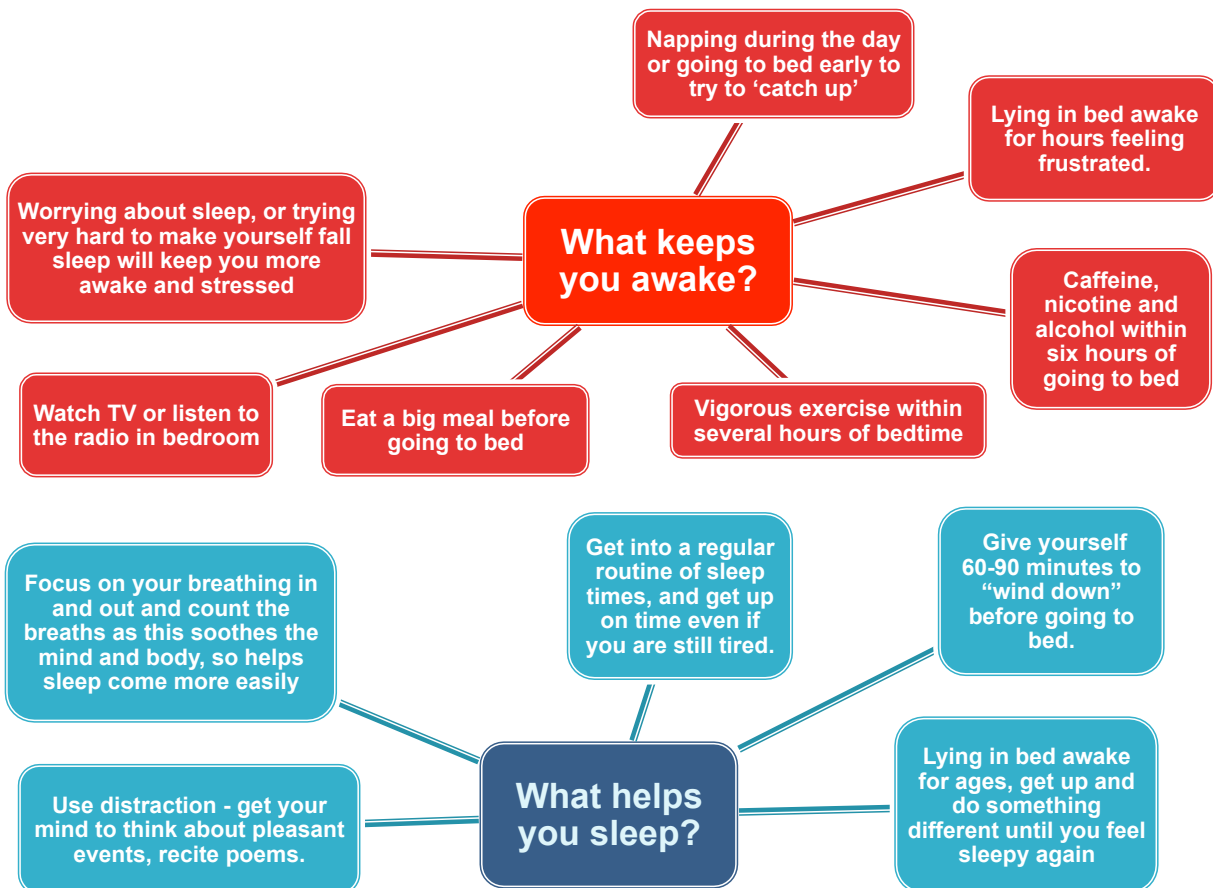 Napping during the day
or going to bed early to
try to ‘catch up’
Lying in bed awake
for hours feeling
frustrated.
Worrying about sleep, or trying
very hard to make yourself fall
sleep will keep you more
awake and stressed
What keeps
you awake?
Caffeine,
nicotine and
alcohol within
six hours of
going to bed
Watch TV or listen to
the radio in bedroom
Eat a big meal before
going to bed
Vigorous exercise within
several hours of bedtime
Focus on your breathing in
and out and count the
breaths as this soothes the
mind and body, so helps
sleep come more easily
Get into a regular
routine of sleep
times, and get up
on time even if
you are still tired.
Give yourself
60-90 minutes to
“wind down”
before going to
bed.
Use distraction - get your
mind to think about pleasant
events, recite poems.
What helps
you sleep?
Lying in bed awake
for ages, get up and
do something
different until you feel
sleepy again